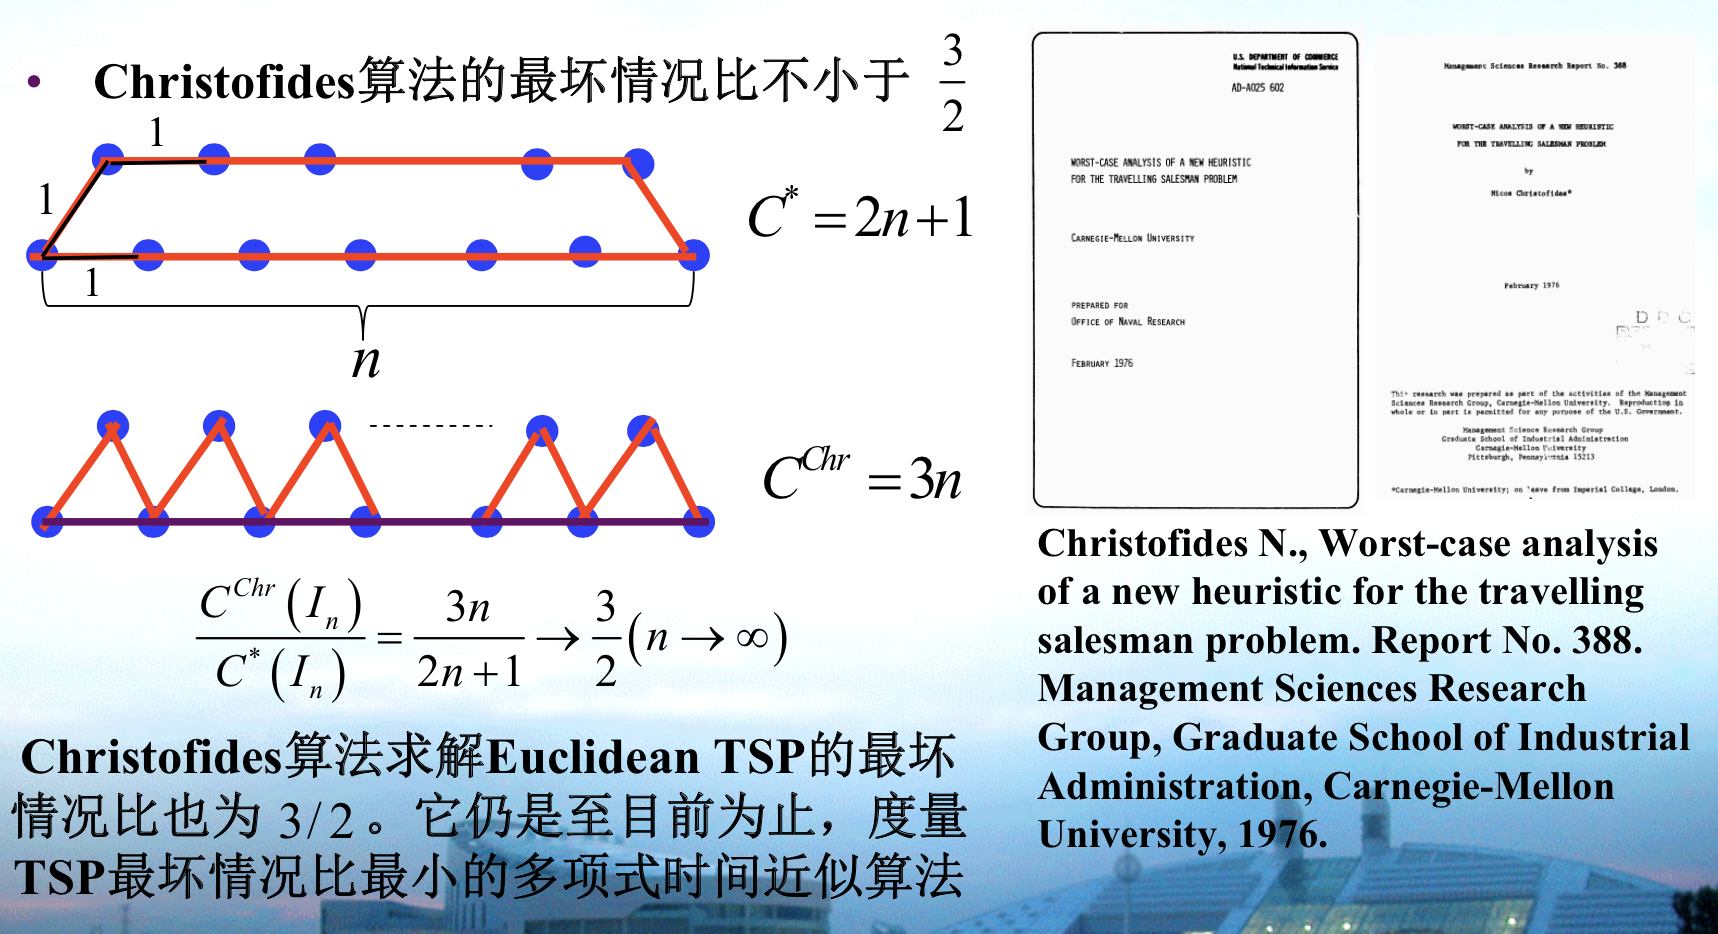 • Christofides算法的最坏情况比不小于 3/2
1
1
1
n
C* = 2n+1
C^Chr = 3n
C^Chr(I_n) / C*(I_n) = 3n / 2n+1 → 3/2 (n → ∞)
Christofides算法求解Euclidean TSP的最坏
情况比也为 3/2 。它仍是至目前为止，度量
TSP最坏情况比最小的多项式时间近似算法
U.S. DEPARTMENT OF COMMERCE
National Technical Information Service
AD-A025 602
WORST-CASE ANALYSIS OF A NEW HEURISTIC
FOR THE TRAVELLING SALESMAN PROBLEM
CARNEGIE-MELLON UNIVERSITY
PREPARED FOR
OFFICE OF NAVAL RESEARCH
FEBRUARY 1976
Management Sciences Research Report No. 388
WORST-CASE ANALYSIS OF A NEW HEURISTIC
FOR THE TRAVELLING SALESMAN PROBLEM
by
Nicos Christofides*
February 1976
D D C
This research was prepared as part of the activities of the Management
Sciences Research Group, Carnegie-Mellon University. Reproduction in
whole or in part is permitted for any purpose of the U.S. Government.
Management Science Research Group
Graduate School of Industrial Administration
Carnegie-Mellon University
Pittsburgh, Pennsylvania 15213
*Carnegie-Mellon University; on leave from Imperial College, London.
Christofides N., Worst-case analysis
of a new heuristic for the travelling
salesman problem. Report No. 388.
Management Sciences Research
Group, Graduate School of Industrial
Administration, Carnegie-Mellon
University, 1976.